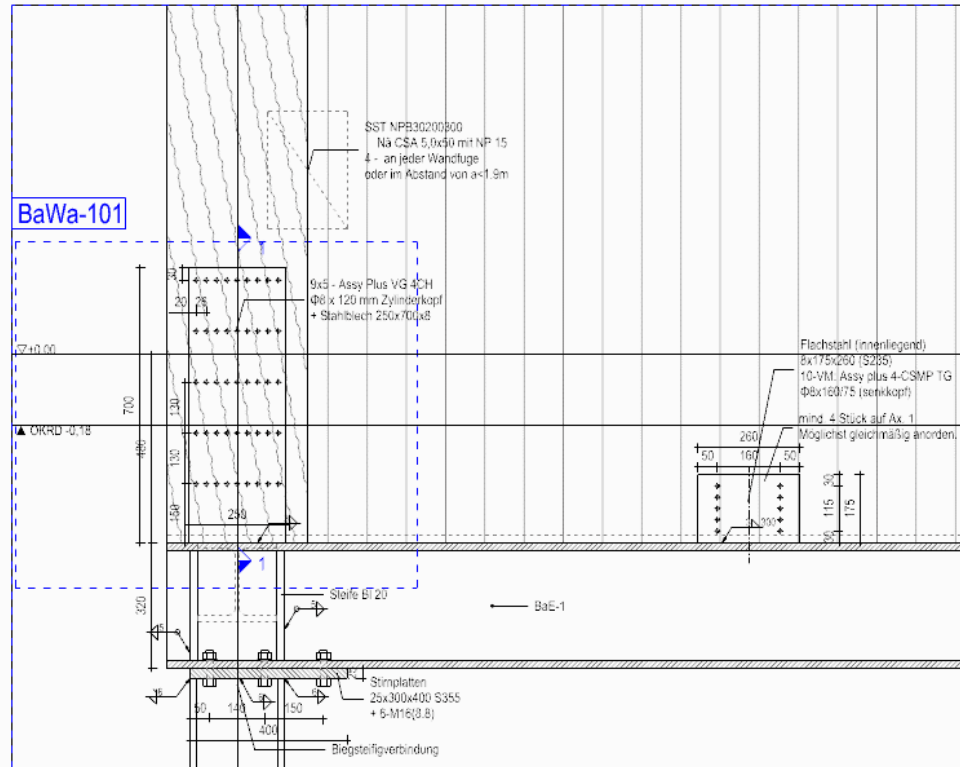 SST NPB30200300
Nä CSA 5,0x50 mit NP 15
4 - an jeder Wandfuge
oder im Abstand von a<1.9m
BaWa-101
1
9x5 - Assy Plus VG 4CH
Φ8 x 120 mm Zylinderkopf
+ Stahlblech 250x700x8
20 26
±0.00
700
486
130
130
150
250
▲ OKRD -0,18
Flachstahl (innenliegend)
8x175x260 (S235)
10-VM. Assy plus 4-CSMP TG
Φ8x160/75 (senkkopf)
mind. 4 Stück auf Ax. 1
Möglichst gleichmäßig anorden.
260
50 160 50
30
115
175
30
300
1
320
Steife Bl 20
BaE-1
Stirnplatten
25x300x400 S355
+ 6-M16(8.8)
50 140 150
400
Biegsteifigverbindung